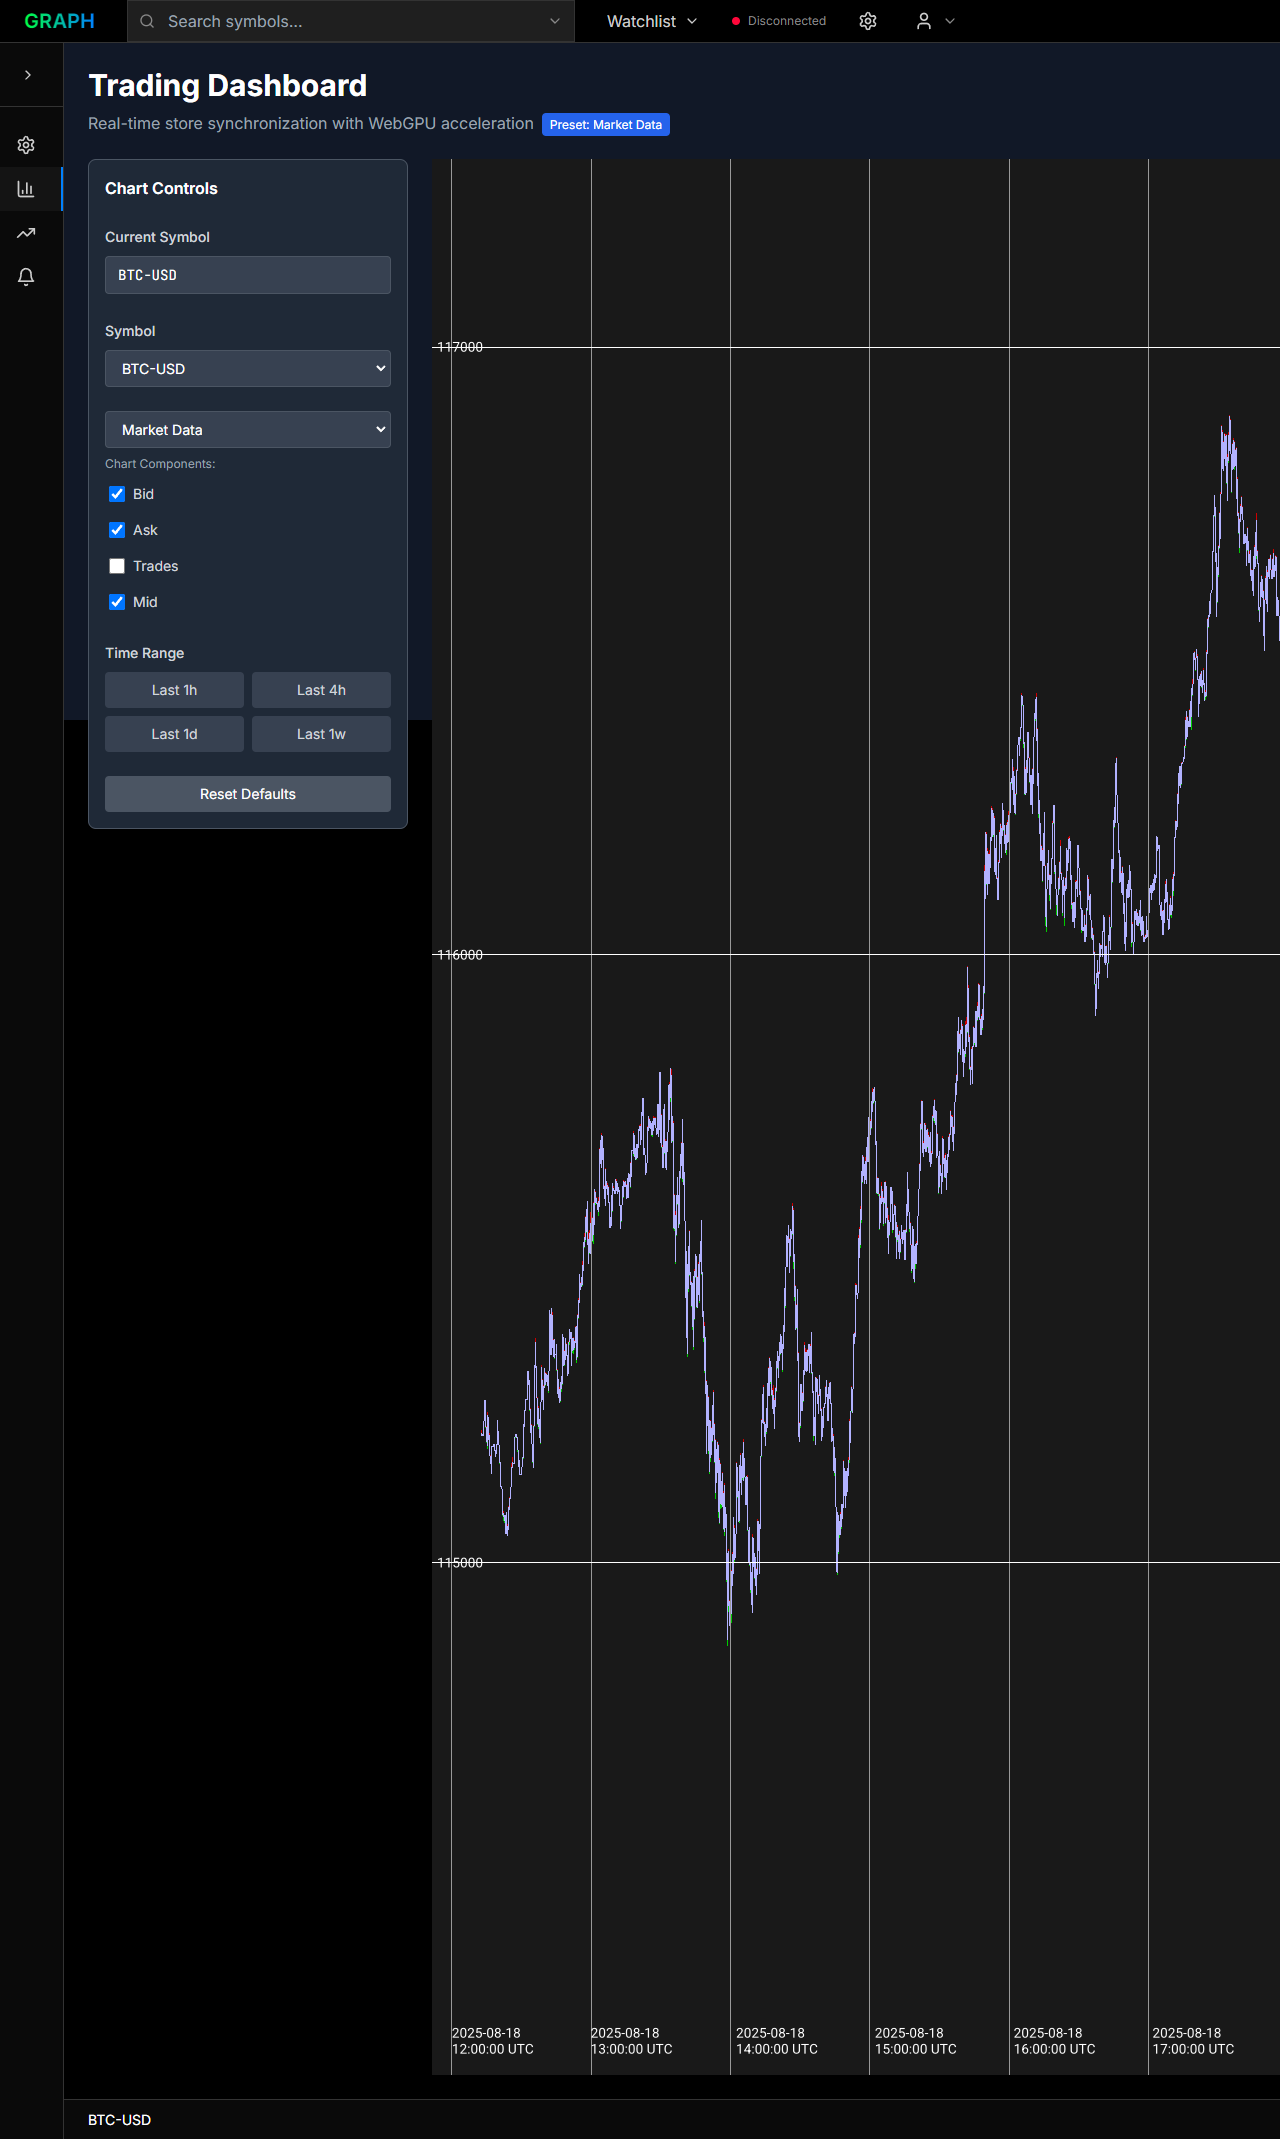 GRAPH
Search symbols...
Watchlist
Disconnected
Trading Dashboard
Real-time store synchronization with WebGPU acceleration
Preset: Market Data
Chart Controls
Current Symbol
BTC-USD
Symbol
BTC-USD
Market Data
Chart Components:
Bid
Ask
Trades
Mid
Time Range
Last 1h
Last 4h
Last 1d
Last 1w
Reset Defaults
117000
116000
115000
2025-08-18
12:00:00 UTC
2025-08-18
13:00:00 UTC
2025-08-18
14:00:00 UTC
2025-08-18
15:00:00 UTC
2025-08-18
16:00:00 UTC
2025-08-18
17:00:00 UTC
BTC-USD